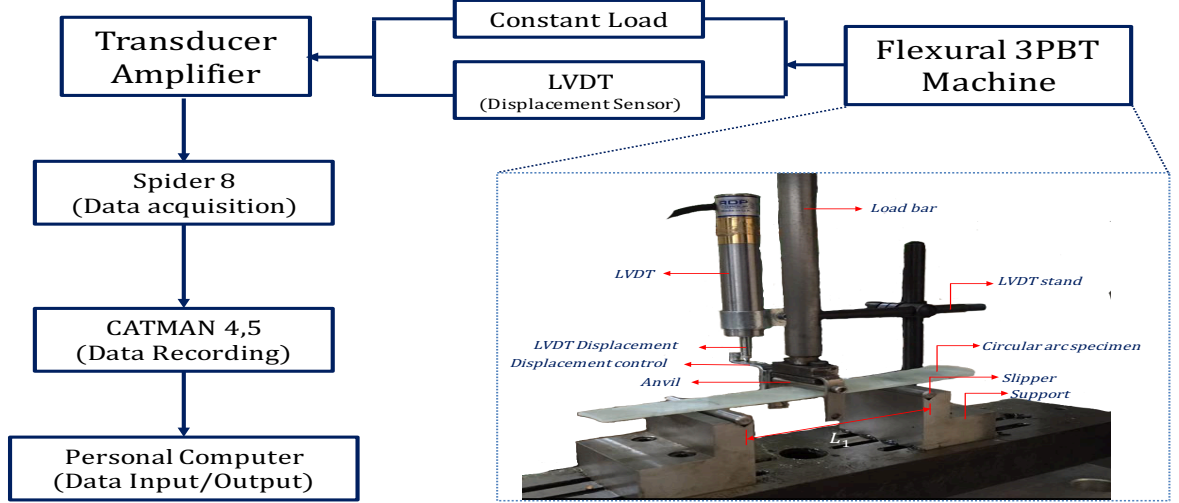 Constant Load
Transducer
Amplifier
LVDT
(Displacement Sensor)
Flexural 3PBT
Machine
Spider 8
(Data acquisition)
CATMAN 4,5
(Data Recording)
Personal Computer
(Data Input/Output)
RDP
Load bar
LVDT
LVDT stand
LVDT Displacement
Displacement control
Anvil
Circular arc specimen
Slipper
Support
L₁